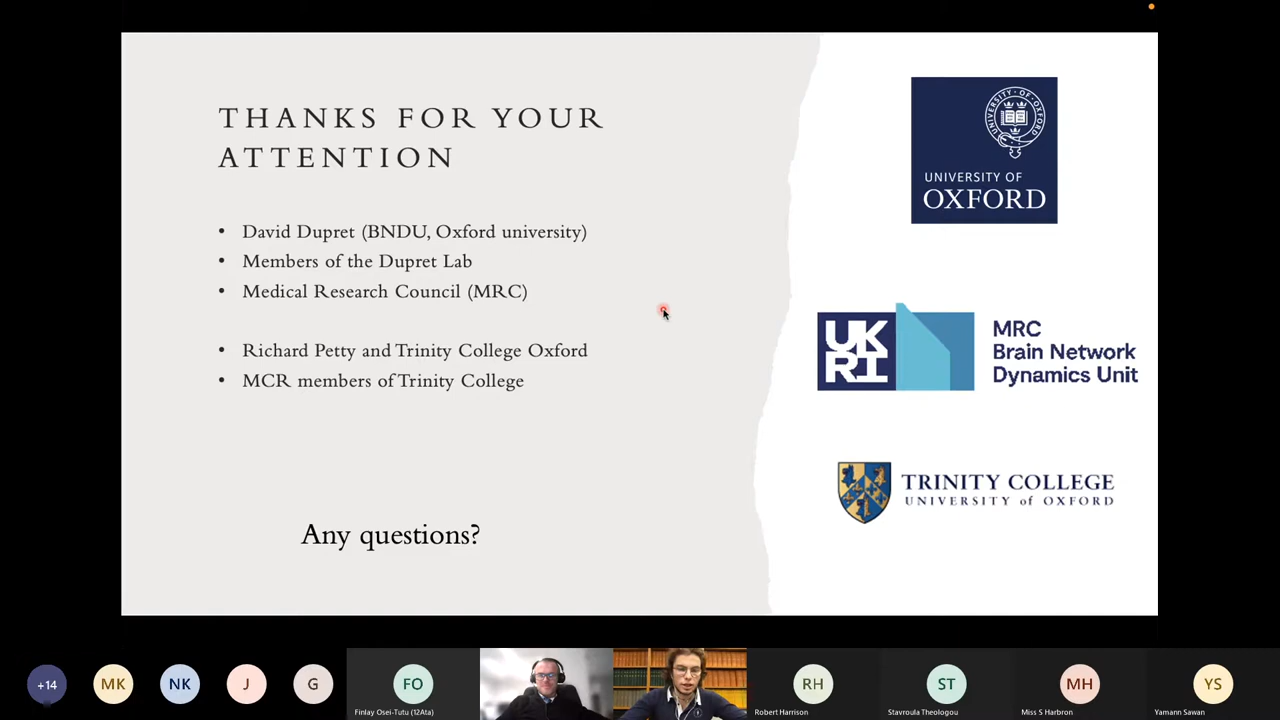 THANKS FOR YOUR
ATTENTION
• David Dupret (BNDU, Oxford university)
• Members of the Dupret Lab
• Medical Research Council (MRC)
• Richard Petty and Trinity College Oxford
• MCR members of Trinity College
Any questions?
UNIVERSITY · OF · OXFORD
UNIVERSITY OF
OXFORD
UK
RI
MRC
Brain Network
Dynamics Unit
TRINITY COLLEGE
UNIVERSITY of OXFORD
+14
MK
NK
J
G
FO
RH
ST
MH
YS
Finlay Osei-Tutu (12Ata)
Robert Harrison
Stavroula Theologou
Miss S Harbron
Yamann Sawan